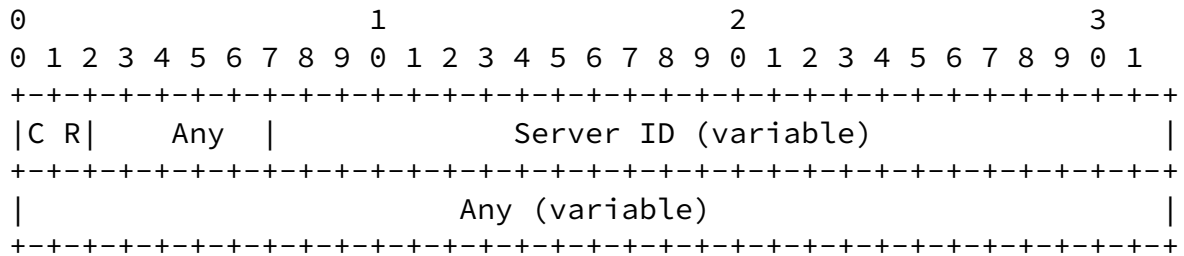 0                   1                   2                   3
0 1 2 3 4 5 6 7 8 9 0 1 2 3 4 5 6 7 8 9 0 1 2 3 4 5 6 7 8 9 0 1
+-+-+-+-+-+-+-+-+-+-+-+-+-+-+-+-+-+-+-+-+-+-+-+-+-+-+-+-+-+-+-+-+
|C R|    Any  |             Server ID (variable)                |
+-+-+-+-+-+-+-+-+-+-+-+-+-+-+-+-+-+-+-+-+-+-+-+-+-+-+-+-+-+-+-+-+
|                        Any (variable)                         |
+-+-+-+-+-+-+-+-+-+-+-+-+-+-+-+-+-+-+-+-+-+-+-+-+-+-+-+-+-+-+-+-+